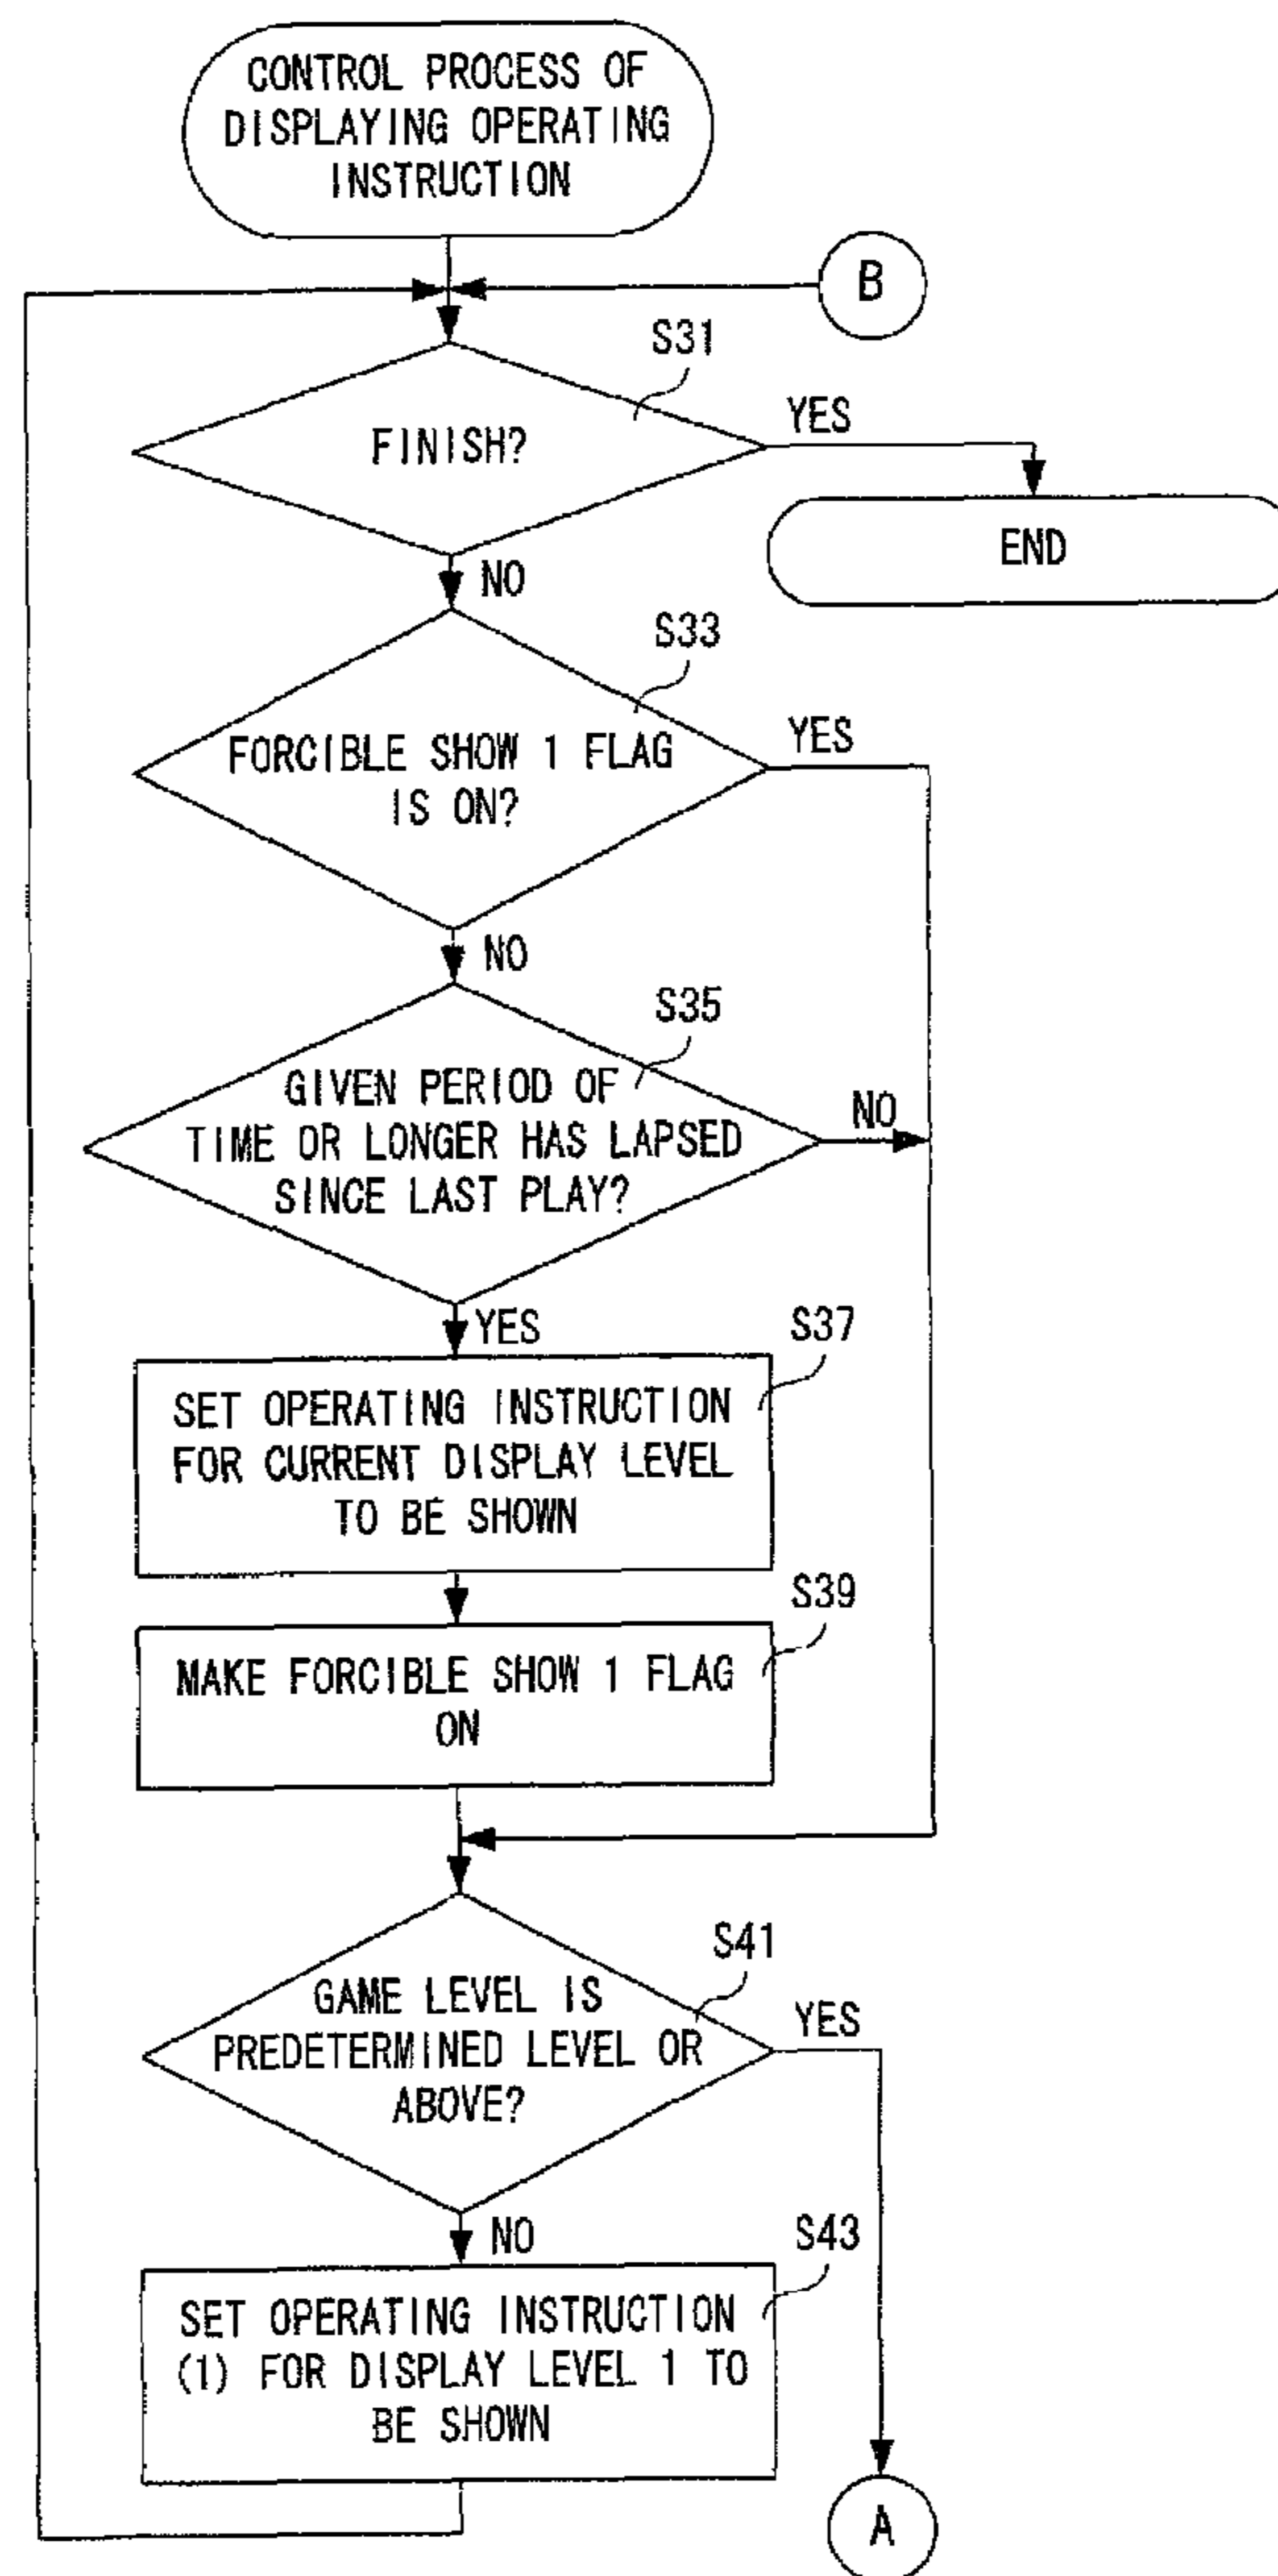 CONTROL PROCESS OF
DISPLAYING OPERATING
INSTRUCTION
B
S31
FINISH?
YES
END
NO
S33
FORCIBLE SHOW 1 FLAG
IS ON?
YES
NO
S35
GIVEN PERIOD OF
TIME OR LONGER HAS LAPSED
SINCE LAST PLAY?
NO
YES
S37
SET OPERATING INSTRUCTION
FOR CURRENT DISPLAY LEVEL
TO BE SHOWN
S39
MAKE FORCIBLE SHOW 1 FLAG
ON
S41
GAME LEVEL IS
PREDETERMINED LEVEL OR
ABOVE?
YES
NO
S43
SET OPERATING INSTRUCTION
(1) FOR DISPLAY LEVEL 1 TO
BE SHOWN
A